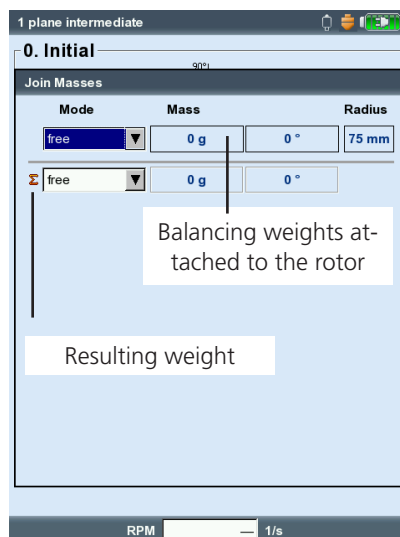 1 plane intermediate
0. Initial
90°
Join Masses
Mode Mass Radius
free 0 g 0 ° 75 mm
Σ free 0 g 0 °
Balancing weights at-
tached to the rotor
Resulting weight
RPM — 1/s